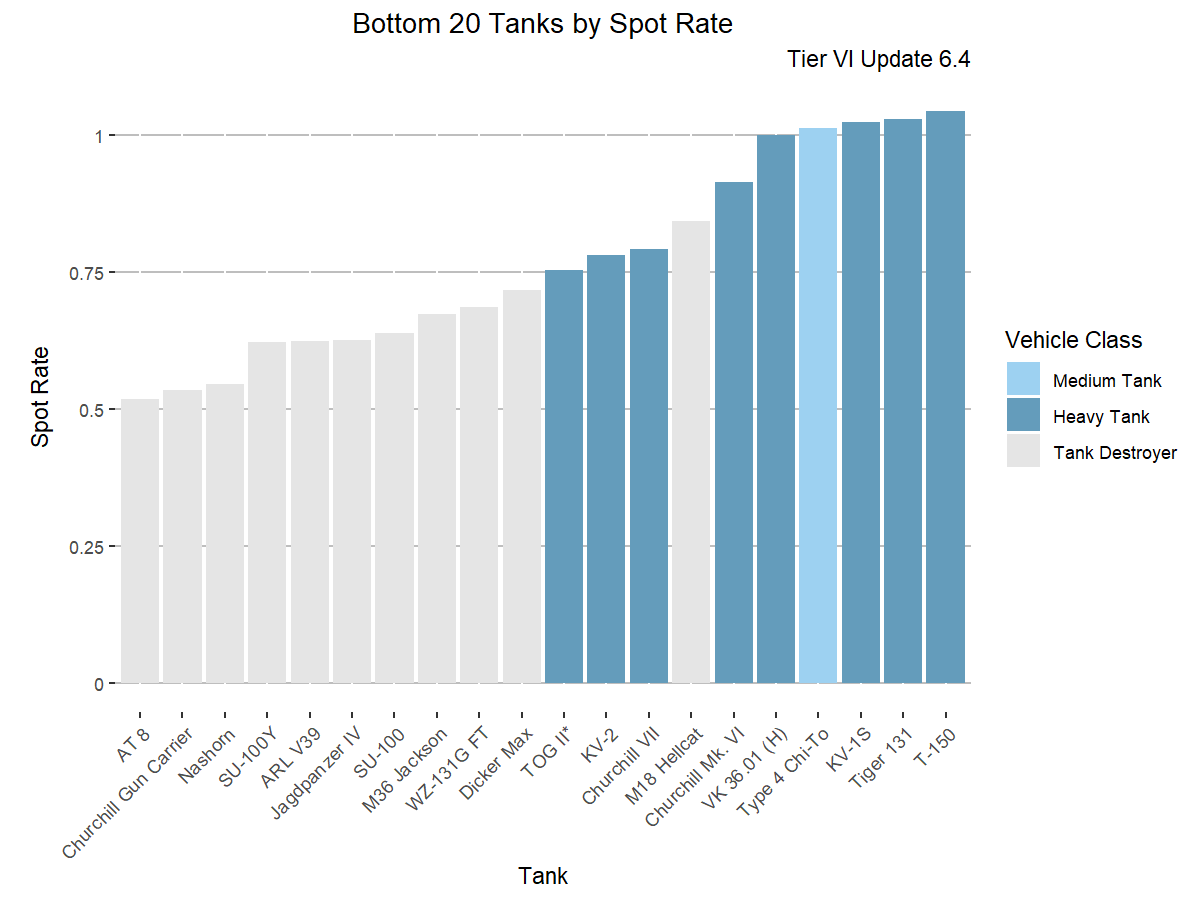 Bottom 20 Tanks by Spot Rate
Tier VI Update 6.4
1
0.75
0.5
0.25
0
Spot Rate
AT 8
Churchill Gun Carrier
Nashorn
SU-100Y
ARL V39
Jagdpanzer IV
SU-100
M36 Jackson
WZ-131G FT
Dicker Max
TOG II*
KV-2
Churchill VII
M18 Hellcat
Churchill Mk. VI
VK 36.01 (H)
Type 4 Chi-To
KV-1S
Tiger 131
T-150
Tank
Vehicle Class
Medium Tank
Heavy Tank
Tank Destroyer